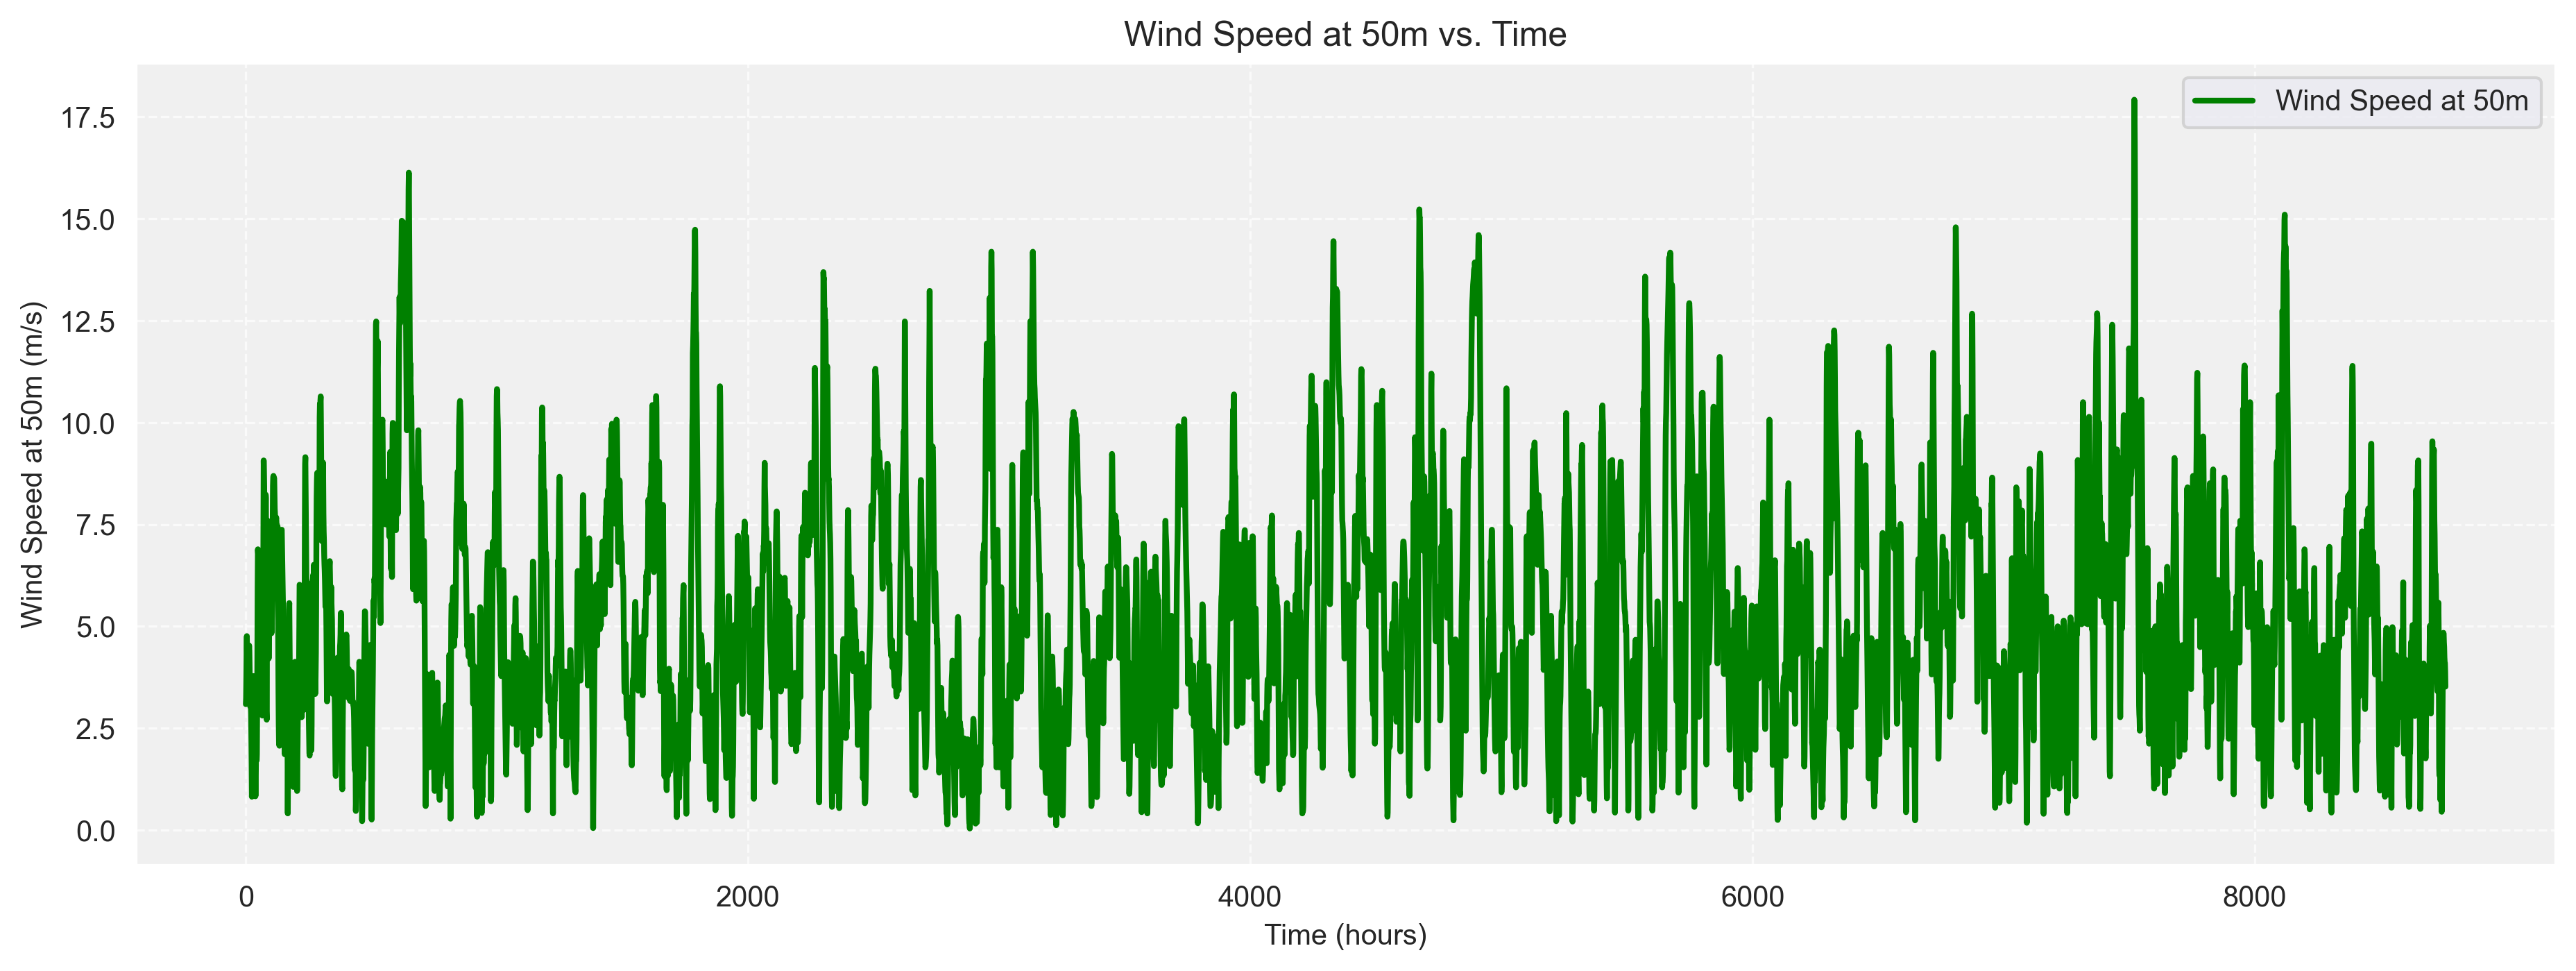 Wind Speed at 50m vs. Time
Wind Speed at 50m
Wind Speed at 50m (m/s)
17.5
15.0
12.5
10.0
7.5
5.0
2.5
0.0
0 2000 4000 6000 8000
Time (hours)